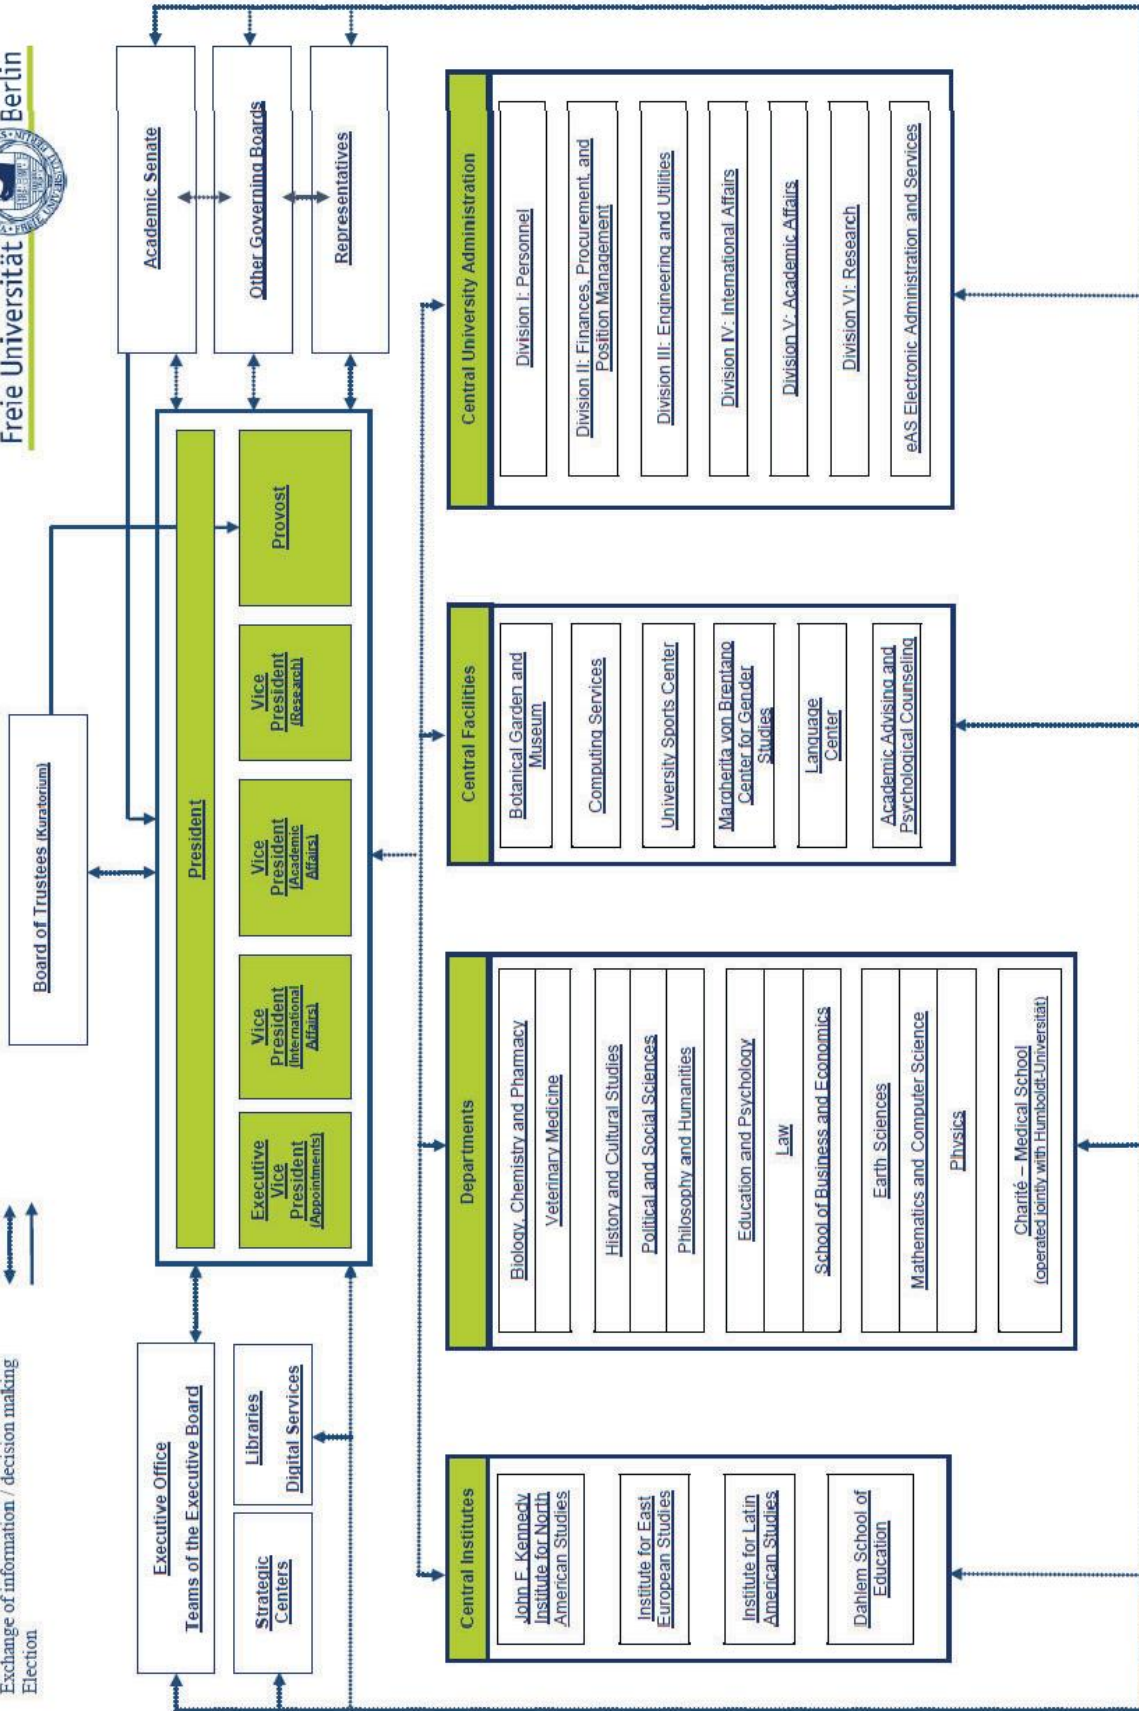 Exchange of information / decision making
Election
Freie Universität Berlin
Board of Trustees (Kuratorium)
Executive Office
Teams of the Executive Board
Strategic
Centers
Libraries
Digital Services
President
Executive
Vice
President
(Appointments)
Vice
President
(International
Affairs)
Vice
President
(Academic
Affairs)
Vice
President
(Research)
Provost
Academic Senate
Other Governing Boards
Representatives
Central Institutes
John F. Kennedy
Institute for North
American Studies
Institute for East
European Studies
Institute for Latin
American Studies
Dahlem School of
Education
Departments
Biology, Chemistry and Pharmacy
Veterinary Medicine
History and Cultural Studies
Political and Social Sciences
Philosophy and Humanities
Education and Psychology
Law
School of Business and Economics
Earth Sciences
Mathematics and Computer Science
Physics
Charité – Medical School
(operated jointly with Humboldt-Universität)
Central Facilities
Botanical Garden and
Museum
Computing Services
University Sports Center
Margherita von Brentano
Center for Gender
Studies
Language
Center
Academic Advising and
Psychological Counseling
Central University Administration
Division I: Personnel
Division II: Finances, Procurement, and
Position Management
Division III: Engineering and Utilities
Division IV: International Affairs
Division V: Academic Affairs
Division VI: Research
eAS Electronic Administration and Services